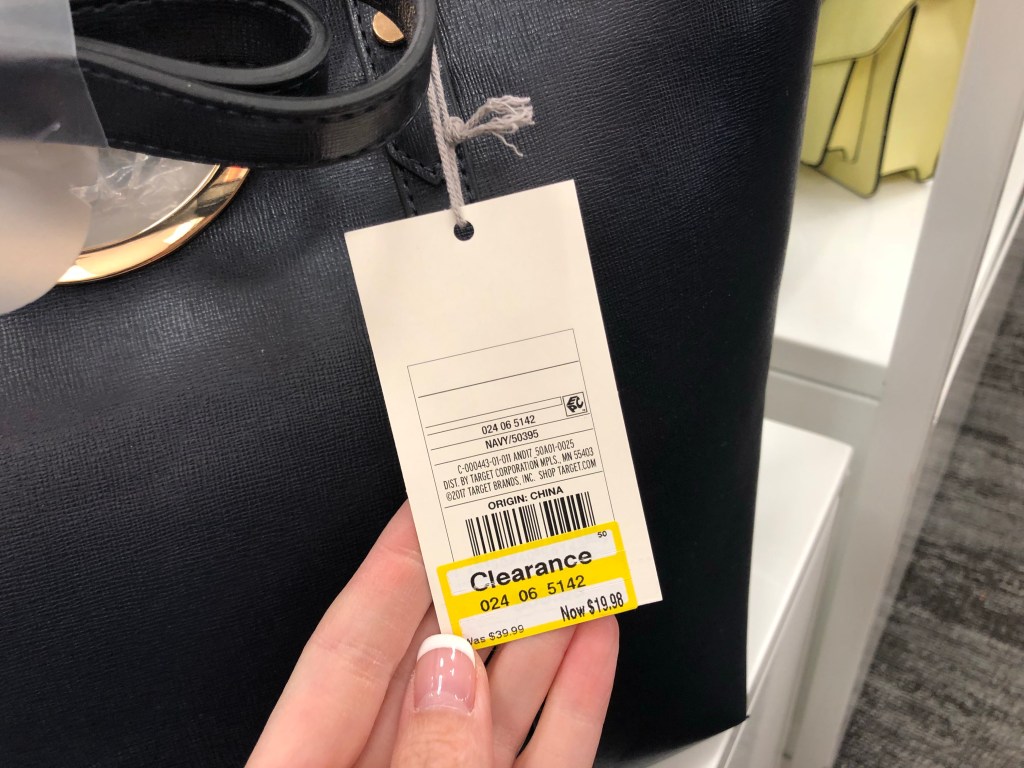 024 06 5142
NAVY/50395
C-000443-01-011 AND17_50A01-0025
DIST. BY TARGET CORPORATION MPLS., MN 55403
©2017 TARGET BRANDS, INC. SHOP TARGET.COM
ORIGIN: CHINA
50
Clearance
024 06 5142
Was $39.99
Now $19.98